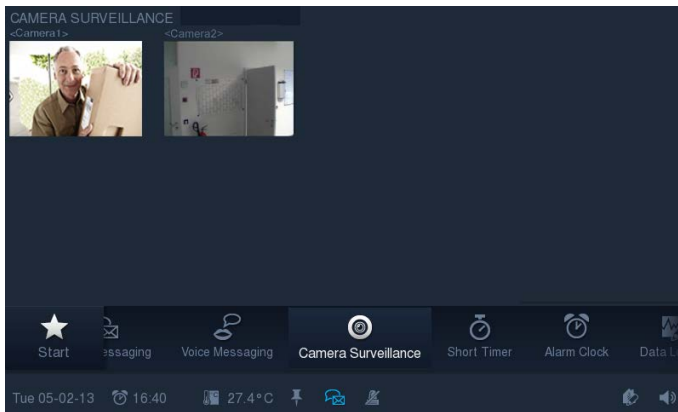 CAMERA SURVEILLANCE
<Camera1>
<Camera2>
Start
essaging
Voice Messaging
Camera Surveillance
Short Timer
Alarm Clock
Data L
Tue 05-02-13
16:40
27.4°C